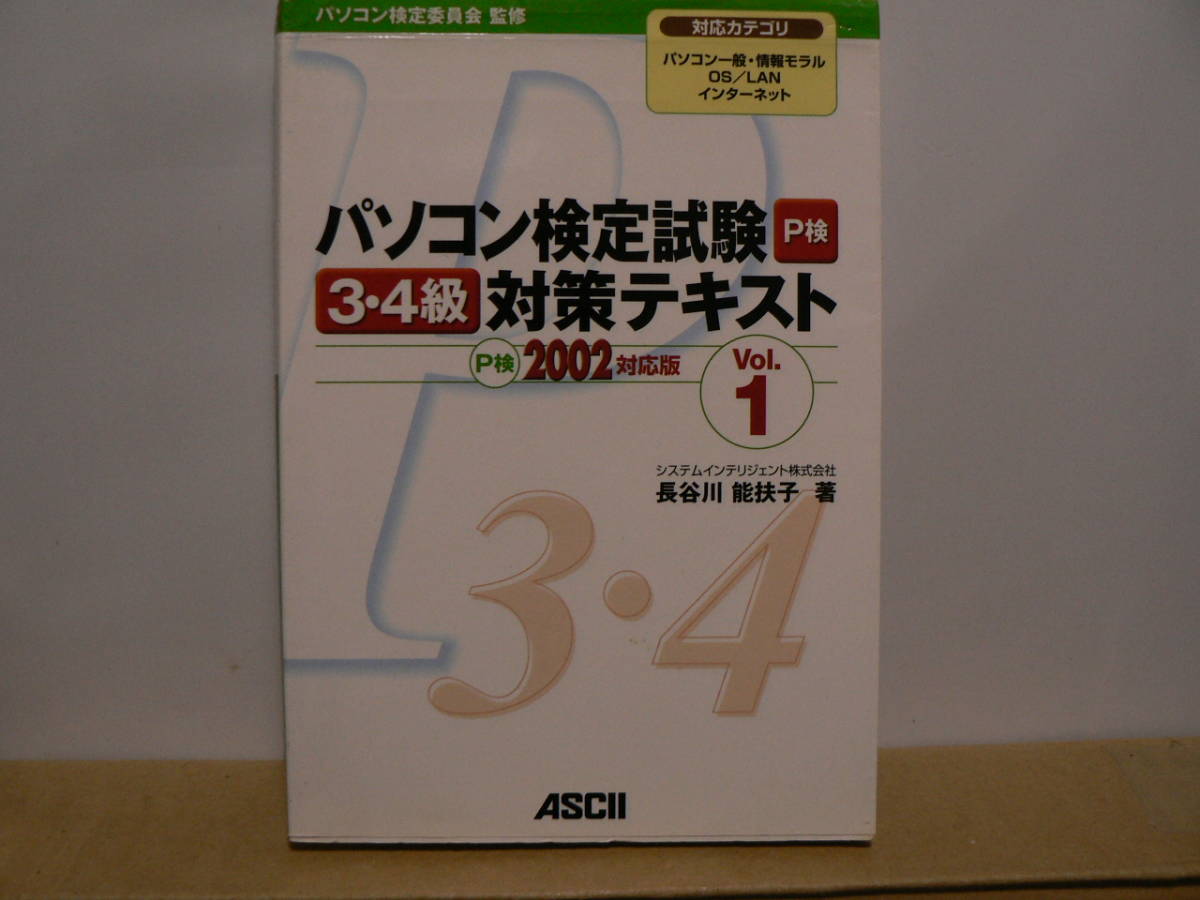 パソコン検定委員会 監修
対応カテゴリ
パソコン一般・情報モラル
OS／LAN
インターネット
パソコン検定試験 P検
3・4級 対策テキスト
P検 2002 対応版
Vol.
1
システムインテリジェント株式会社
長谷川 能扶子 著
3・4
ASCII